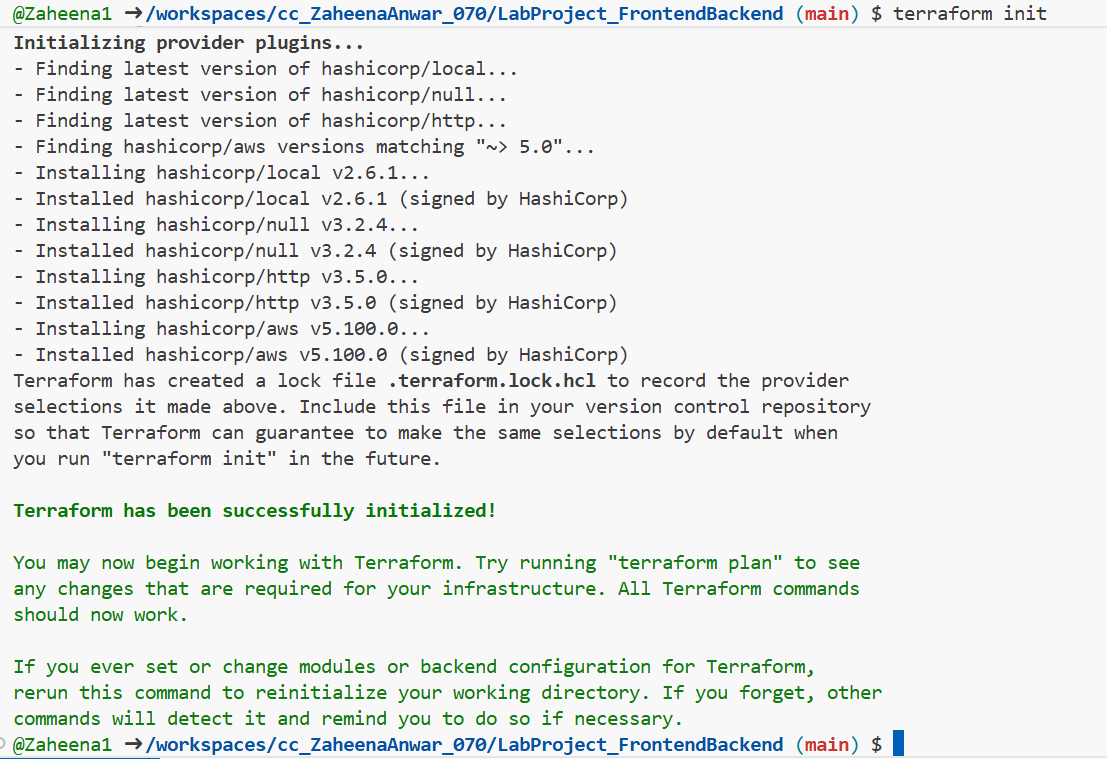 @Zaheena1 →/workspaces/cc_ZaheenaAnwar_070/LabProject_FrontendBackend (main) $ terraform init
Initializing provider plugins...
- Finding latest version of hashicorp/local...
- Finding latest version of hashicorp/null...
- Finding latest version of hashicorp/http...
- Finding hashicorp/aws versions matching "~> 5.0"...
- Installing hashicorp/local v2.6.1...
- Installed hashicorp/local v2.6.1 (signed by HashiCorp)
- Installing hashicorp/null v3.2.4...
- Installed hashicorp/null v3.2.4 (signed by HashiCorp)
- Installing hashicorp/http v3.5.0...
- Installed hashicorp/http v3.5.0 (signed by HashiCorp)
- Installing hashicorp/aws v5.100.0...
- Installed hashicorp/aws v5.100.0 (signed by HashiCorp)
Terraform has created a lock file .terraform.lock.hcl to record the provider
selections it made above. Include this file in your version control repository
so that Terraform can guarantee to make the same selections by default when
you run "terraform init" in the future.
Terraform has been successfully initialized!
You may now begin working with Terraform. Try running "terraform plan" to see
any changes that are required for your infrastructure. All Terraform commands
should now work.
If you ever set or change modules or backend configuration for Terraform,
rerun this command to reinitialize your working directory. If you forget, other
commands will detect it and remind you to do so if necessary.
@Zaheena1 →/workspaces/cc_ZaheenaAnwar_070/LabProject_FrontendBackend (main) $